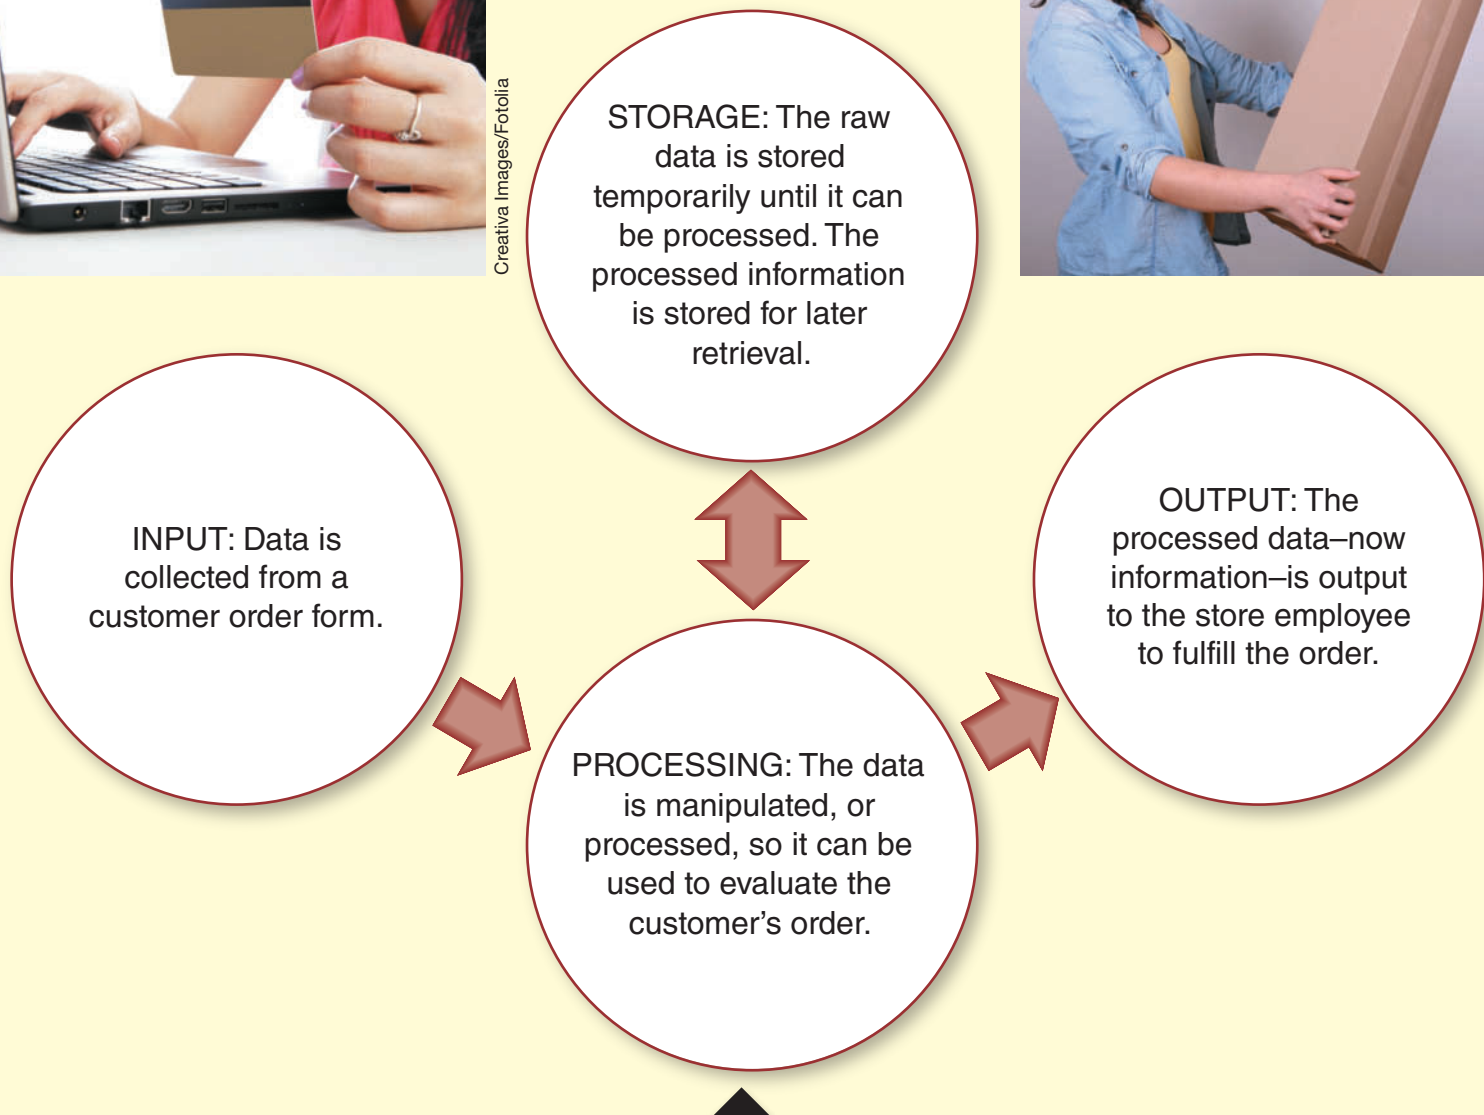 Creativa Images/Fotolia
STORAGE: The raw
data is stored
temporarily until it can
be processed. The
processed information
is stored for later
retrieval.
INPUT: Data is
collected from a
customer order form.
PROCESSING: The data
is manipulated, or
processed, so it can be
used to evaluate the
customer’s order.
OUTPUT: The
processed data–now
information–is output
to the store employee
to fulfill the order.